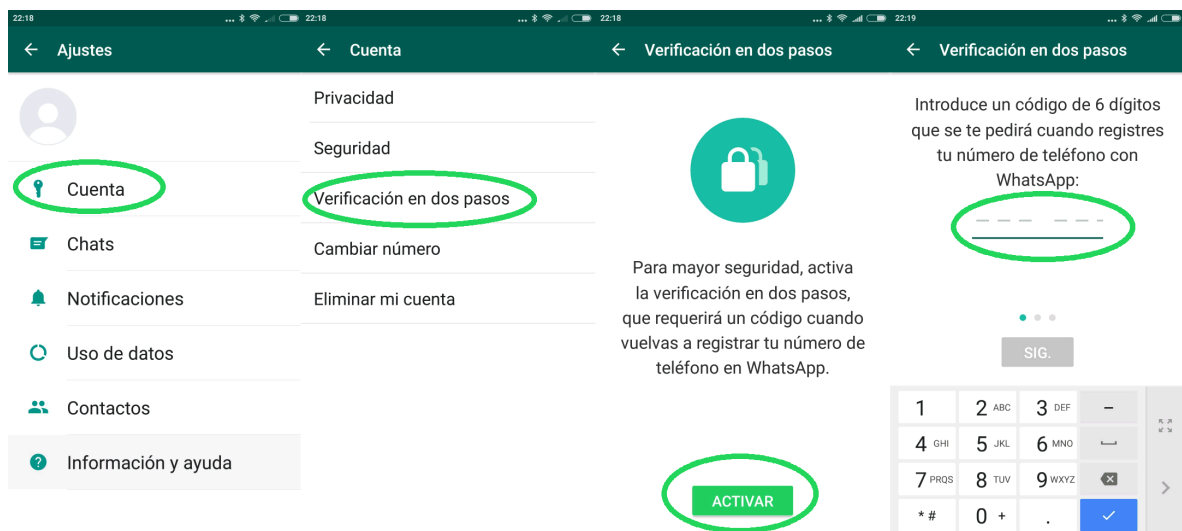 22:18
Ajustes
Cuenta
Chats
Notificaciones
Uso de datos
Contactos
Información y ayuda
22:18
Cuenta
Privacidad
Seguridad
Verificación en dos pasos
Cambiar número
Eliminar mi cuenta
22:18
Verificación en dos pasos
Para mayor seguridad, activa
la verificación en dos pasos,
que requerirá un código cuando
vuelvas a registrar tu número de
teléfono en WhatsApp.
ACTIVAR
22:19
Verificación en dos pasos
Introduce un código de 6 dígitos
que se te pedirá cuando registres
tu número de teléfono con
WhatsApp:
SIG.
1 2 ABC 3 DEF –
4 GHI 5 JKL 6 MNO
7 PRQS 8 TUV 9 WXYZ
* # 0 + .